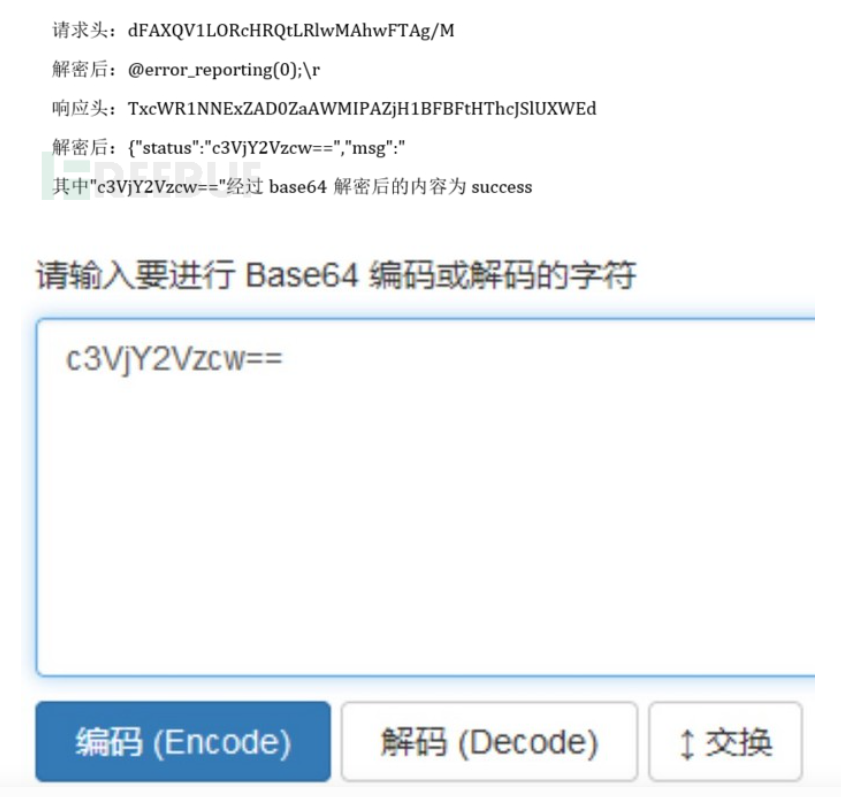 请求头：dFAXQV1LORcHRQtLRlwMAhwFTAg/M
解密后：@error_reporting(0);\r
响应头：TxcWR1NNExZAD0ZaAWMIPAZjH1BFBFtHThcJSlUXWEd
解密后：{"status":"c3VjY2Vzcw==","msg":"
FREEBUF
其中"c3VjY2Vzcw=="经过 base64 解密后的内容为 success
请输入要进行 Base64 编码或解码的字符
c3VjY2Vzcw==
编码 (Encode) 解码 (Decode) ↕ 交换